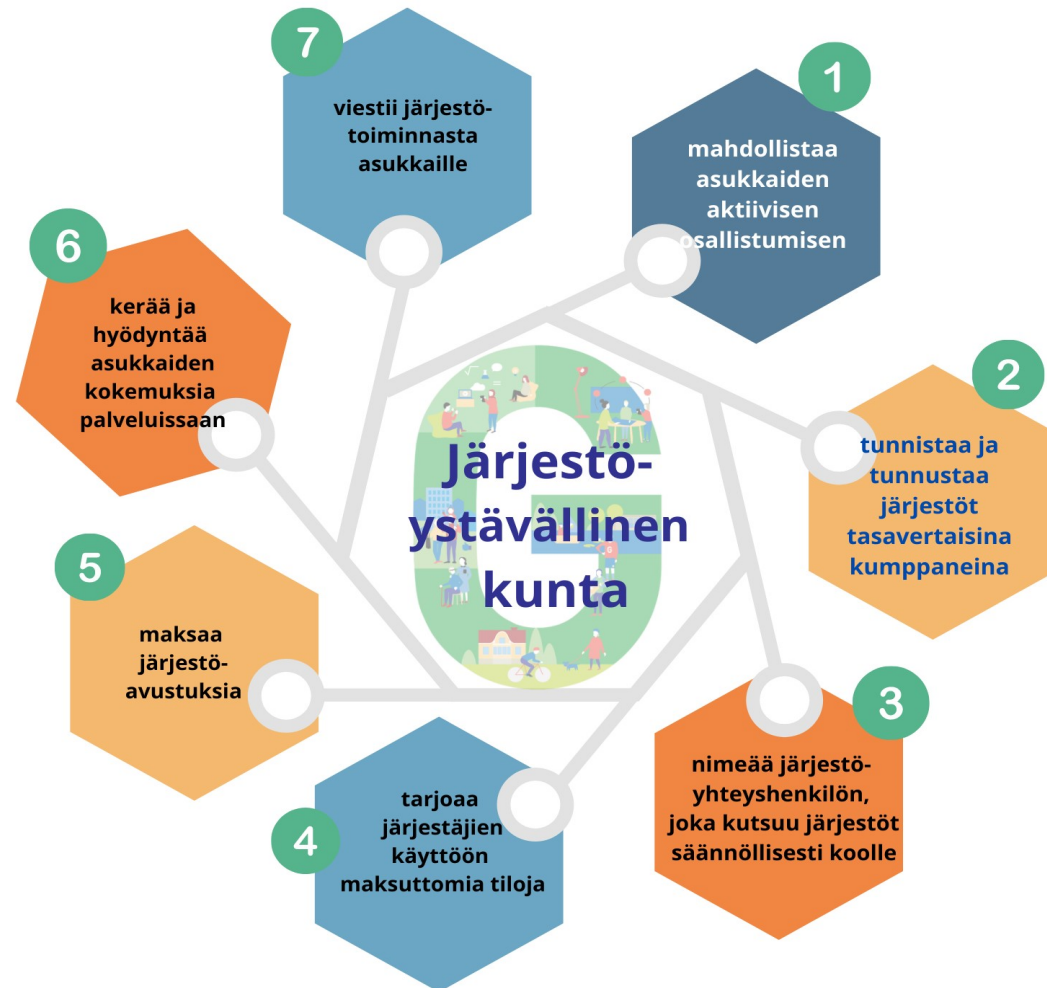 Järjestö-
ystävällinen
kunta
1
mahdollistaa
asukkaiden
aktiivisen
osallistumisen
2
tunnistaa ja
tunnustaa
järjestöt
tasavertaisina
kumppaneina
3
nimeää järjestö-
yhteyshenkilön,
joka kutsuu järjestöt
säännöllisesti koolle
4
tarjoaa
järjestäjien
käyttöön
maksuttomia tiloja
5
maksaa
järjestö-
avustuksia
6
kerää ja
hyödyntää
asukkaiden
kokemuksia
palveluissaan
7
viestii järjestö-
toiminnasta
asukkaille